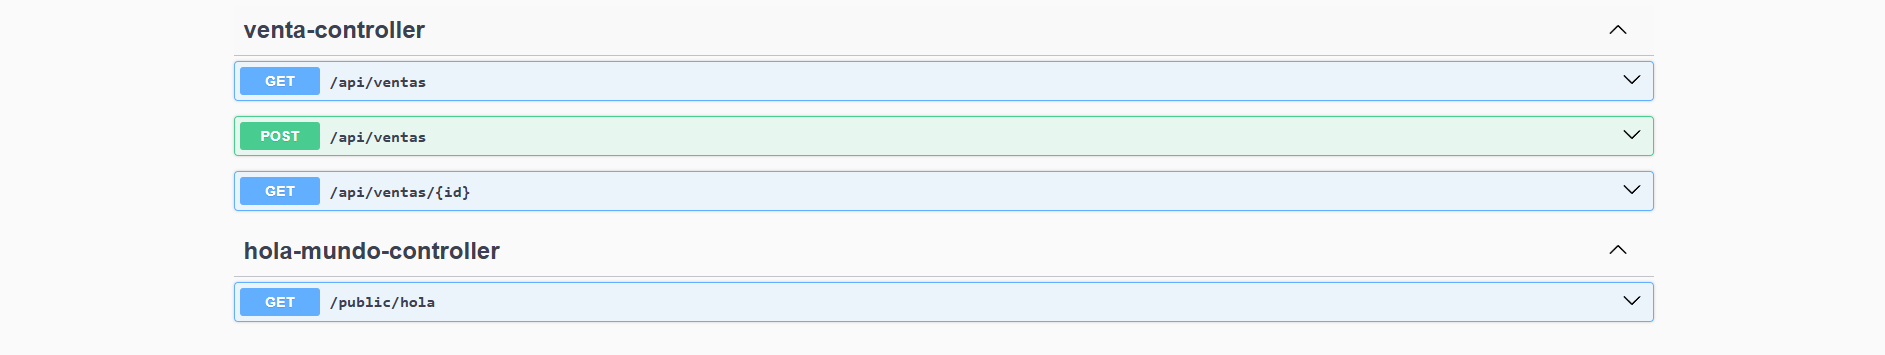 venta-controller
GET /api/ventas
POST /api/ventas
GET /api/ventas/{id}
hola-mundo-controller
GET /public/hola